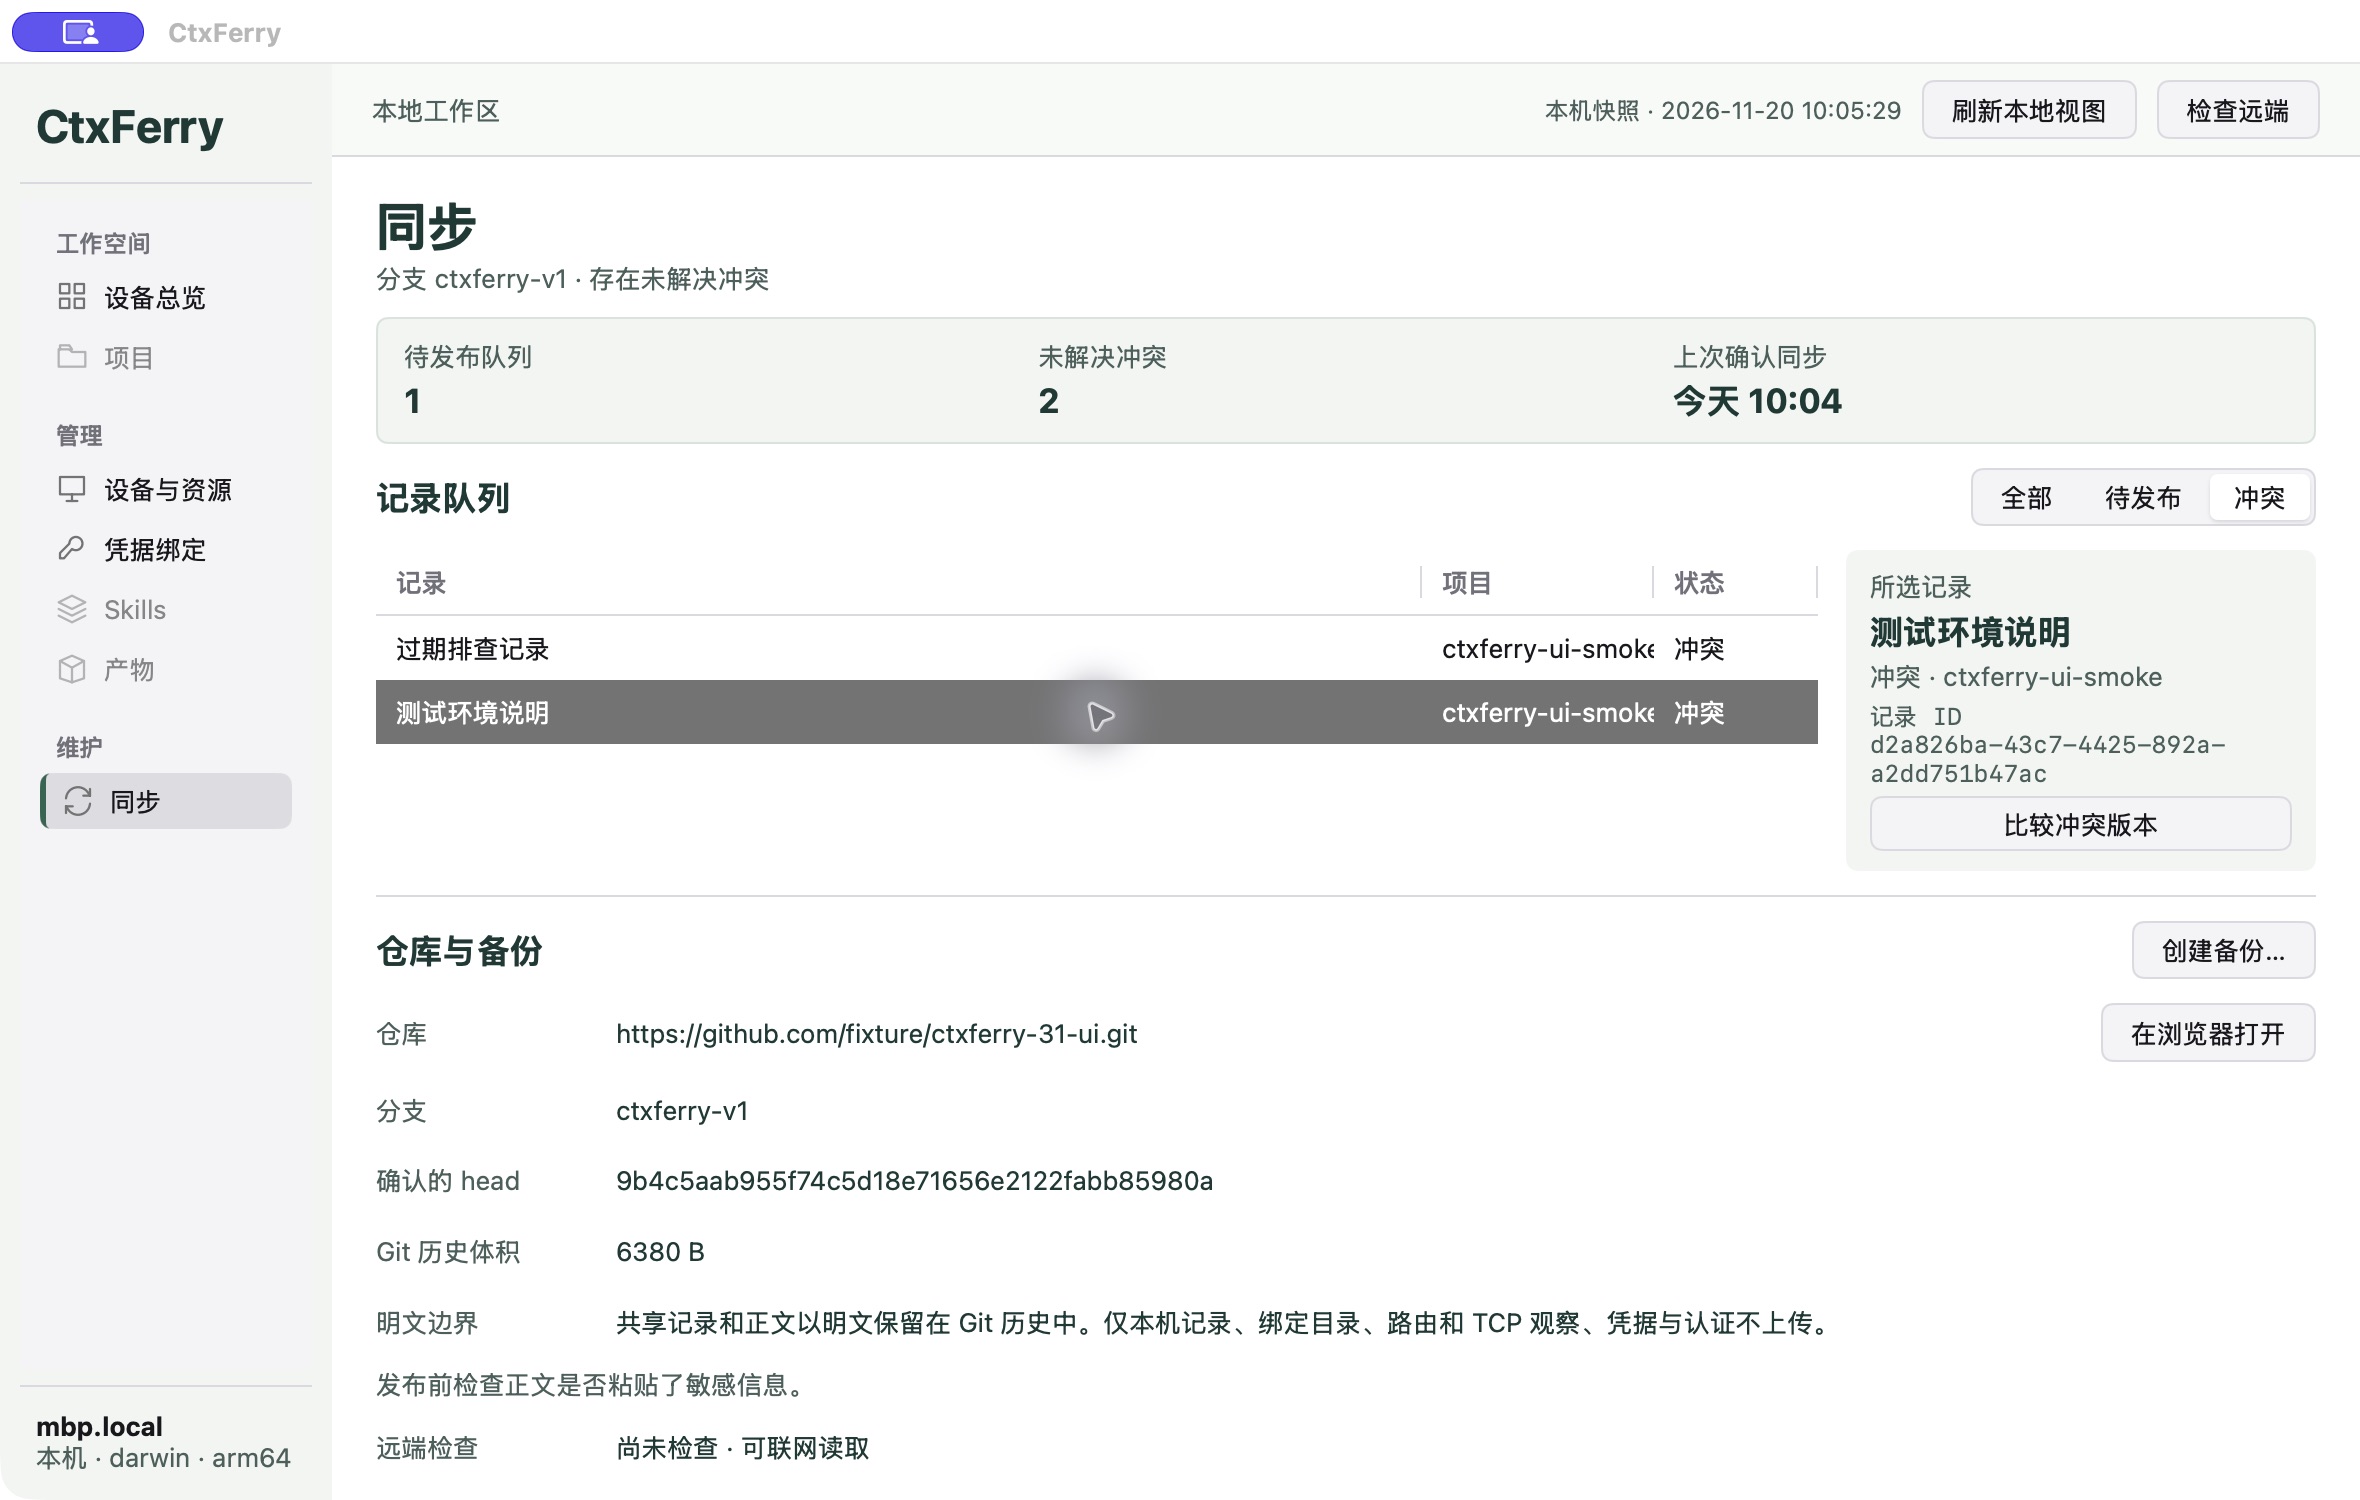 CtxFerry
CtxFerry
工作空间
设备总览
项目
管理
设备与资源
凭据绑定
Skills
产物
维护
同步
mbp.local
本机 · darwin · arm64
本地工作区
本机快照 · 2026-11-20 10:05:29
刷新本地视图
检查远端
同步
分支 ctxferry-v1 · 存在未解决冲突
待发布队列
1
未解决冲突
2
上次确认同步
今天 10:04
记录队列
全部
待发布
冲突
记录 项目 状态
过期排查记录 ctxferry-ui-smoke 冲突
测试环境说明 ctxferry-ui-smoke 冲突
所选记录
测试环境说明
冲突 · ctxferry-ui-smoke
记录 ID
d2a826ba-43c7-4425-892a-
a2dd751b47ac
比较冲突版本
仓库与备份
创建备份...
仓库 https://github.com/fixture/ctxferry-31-ui.git
在浏览器打开
分支 ctxferry-v1
确认的 head 9b4c5aab955f74c5d18e71656e2122fabb85980a
Git 历史体积 6380 B
明文边界 共享记录和正文以明文保留在 Git 历史中。仅本机记录、绑定目录、路由和 TCP 观察、凭据与认证不上传。
发布前检查正文是否粘贴了敏感信息。
远端检查 尚未检查 · 可联网读取